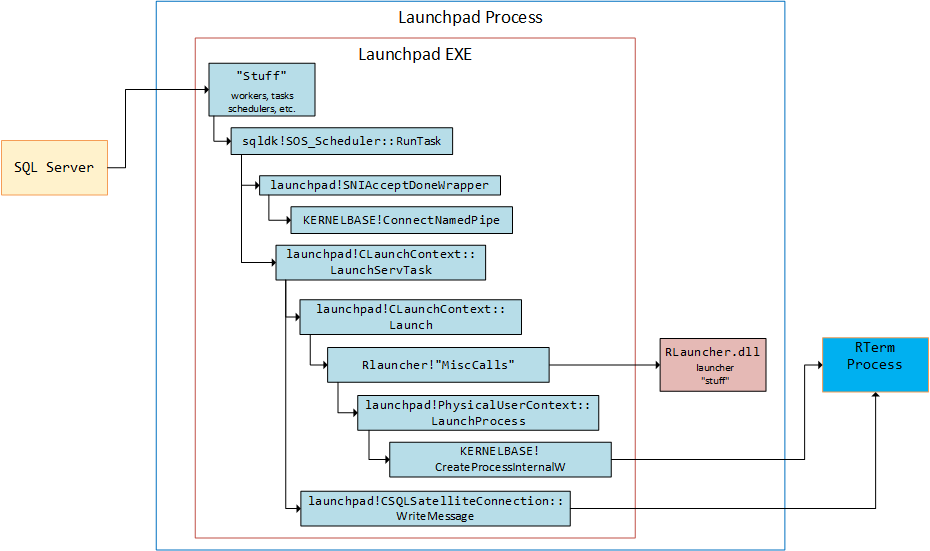 Launchpad Process
Launchpad EXE
"Stuff"
workers, tasks
schedulers, etc.
sqldk!SOS_Scheduler::RunTask
SQL Server
launchpad!SNIAcceptDoneWrapper
KERNELBASE!ConnectNamedPipe
launchpad!CLaunchContext::
LaunchServTask
launchpad!CLaunchContext::
Launch
Rlauncher!"MiscCalls"
RLauncher.dll
launcher
"stuff"
RTerm
Process
launchpad!PhysicalUserContext::
LaunchProcess
KERNELBASE!
CreateProcessInternalW
launchpad!CSQLSatelliteConnection::
WriteMessage